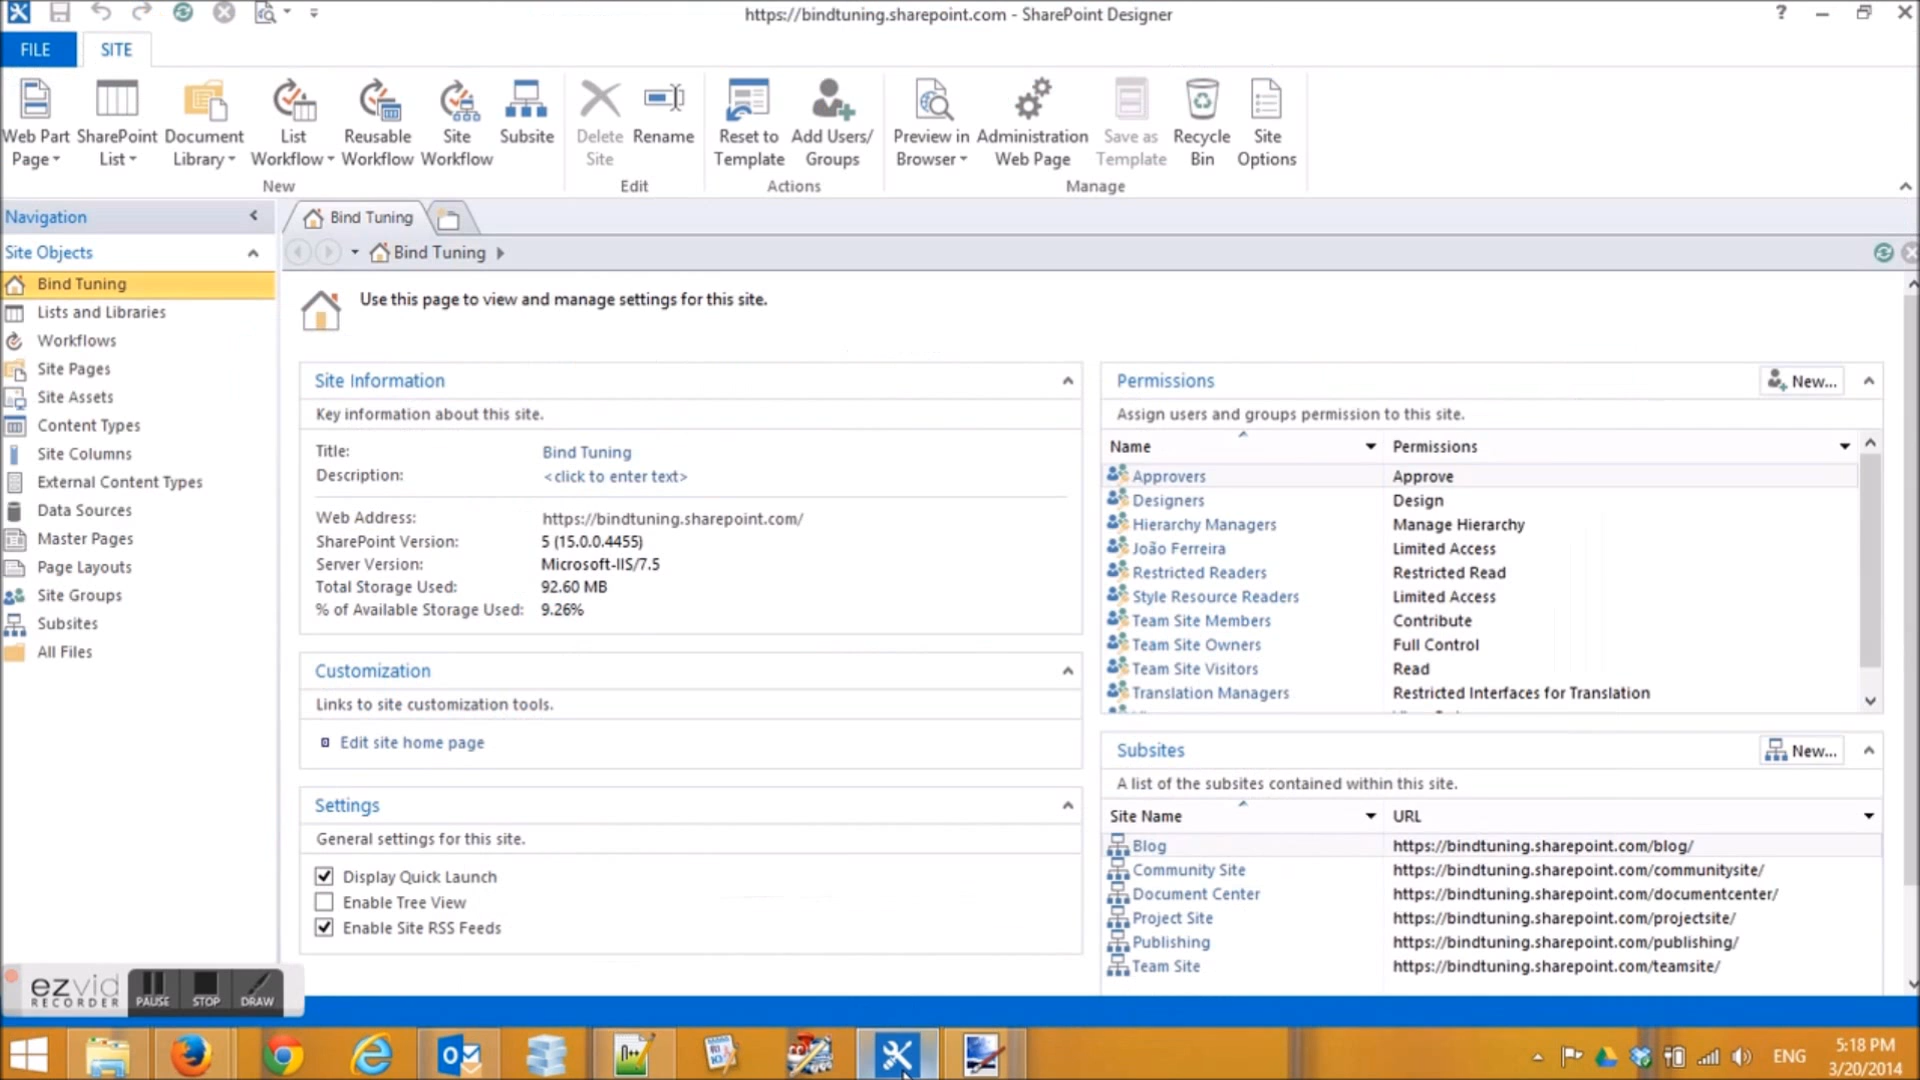 https://bindtuning.sharepoint.com - SharePoint Designer
?
FILE SITE
Web Part Page
SharePoint List
Document Library
List Workflow
Reusable Workflow
Site Workflow
Subsite
Delete Site
Rename
Reset to Template
Add Users/ Groups
Preview in Browser
Administration Web Page
Save as Template
Recycle Bin
Site Options
New Edit Actions Manage
Navigation
Site Objects
Bind Tuning
Lists and Libraries
Workflows
Site Pages
Site Assets
Content Types
Site Columns
External Content Types
Data Sources
Master Pages
Page Layouts
Site Groups
Subsites
All Files
Bind Tuning
Bind Tuning
Use this page to view and manage settings for this site.
Site Information
Key information about this site.
Title: Bind Tuning
Description: <click to enter text>
Web Address: https://bindtuning.sharepoint.com/
SharePoint Version: 5 (15.0.0.4455)
Server Version: Microsoft-IIS/7.5
Total Storage Used: 92.60 MB
% of Available Storage Used: 9.26%
Customization
Links to site customization tools.
Edit site home page
Settings
General settings for this site.
Display Quick Launch
Enable Tree View
Enable Site RSS Feeds
Permissions New...
Assign users and groups permission to this site.
Name Permissions
Approvers Approve
Designers Design
Hierarchy Managers Manage Hierarchy
João Ferreira Limited Access
Restricted Readers Restricted Read
Style Resource Readers Limited Access
Team Site Members Contribute
Team Site Owners Full Control
Team Site Visitors Read
Translation Managers Restricted Interfaces for Translation
Subsites New...
A list of the subsites contained within this site.
Site Name URL
Blog https://bindtuning.sharepoint.com/blog/
Community Site https://bindtuning.sharepoint.com/communitysite/
Document Center https://bindtuning.sharepoint.com/documentcenter/
Project Site https://bindtuning.sharepoint.com/projectsite/
Publishing https://bindtuning.sharepoint.com/publishing/
Team Site https://bindtuning.sharepoint.com/teamsite/
ezvid
RECORDER
PAUSE STOP DRAW
ENG
5:18 PM
3/20/2014